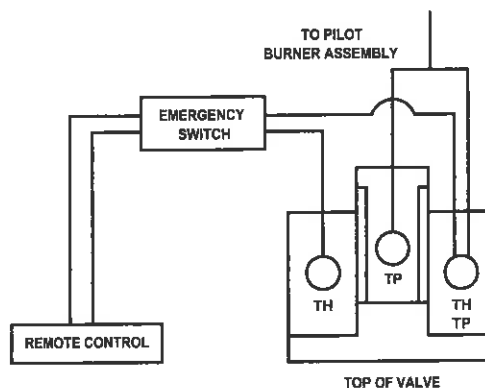 TO PILOT
BURNER ASSEMBLY
EMERGENCY
SWITCH
TP
TH
TH
TP
REMOTE CONTROL
TOP OF VALVE